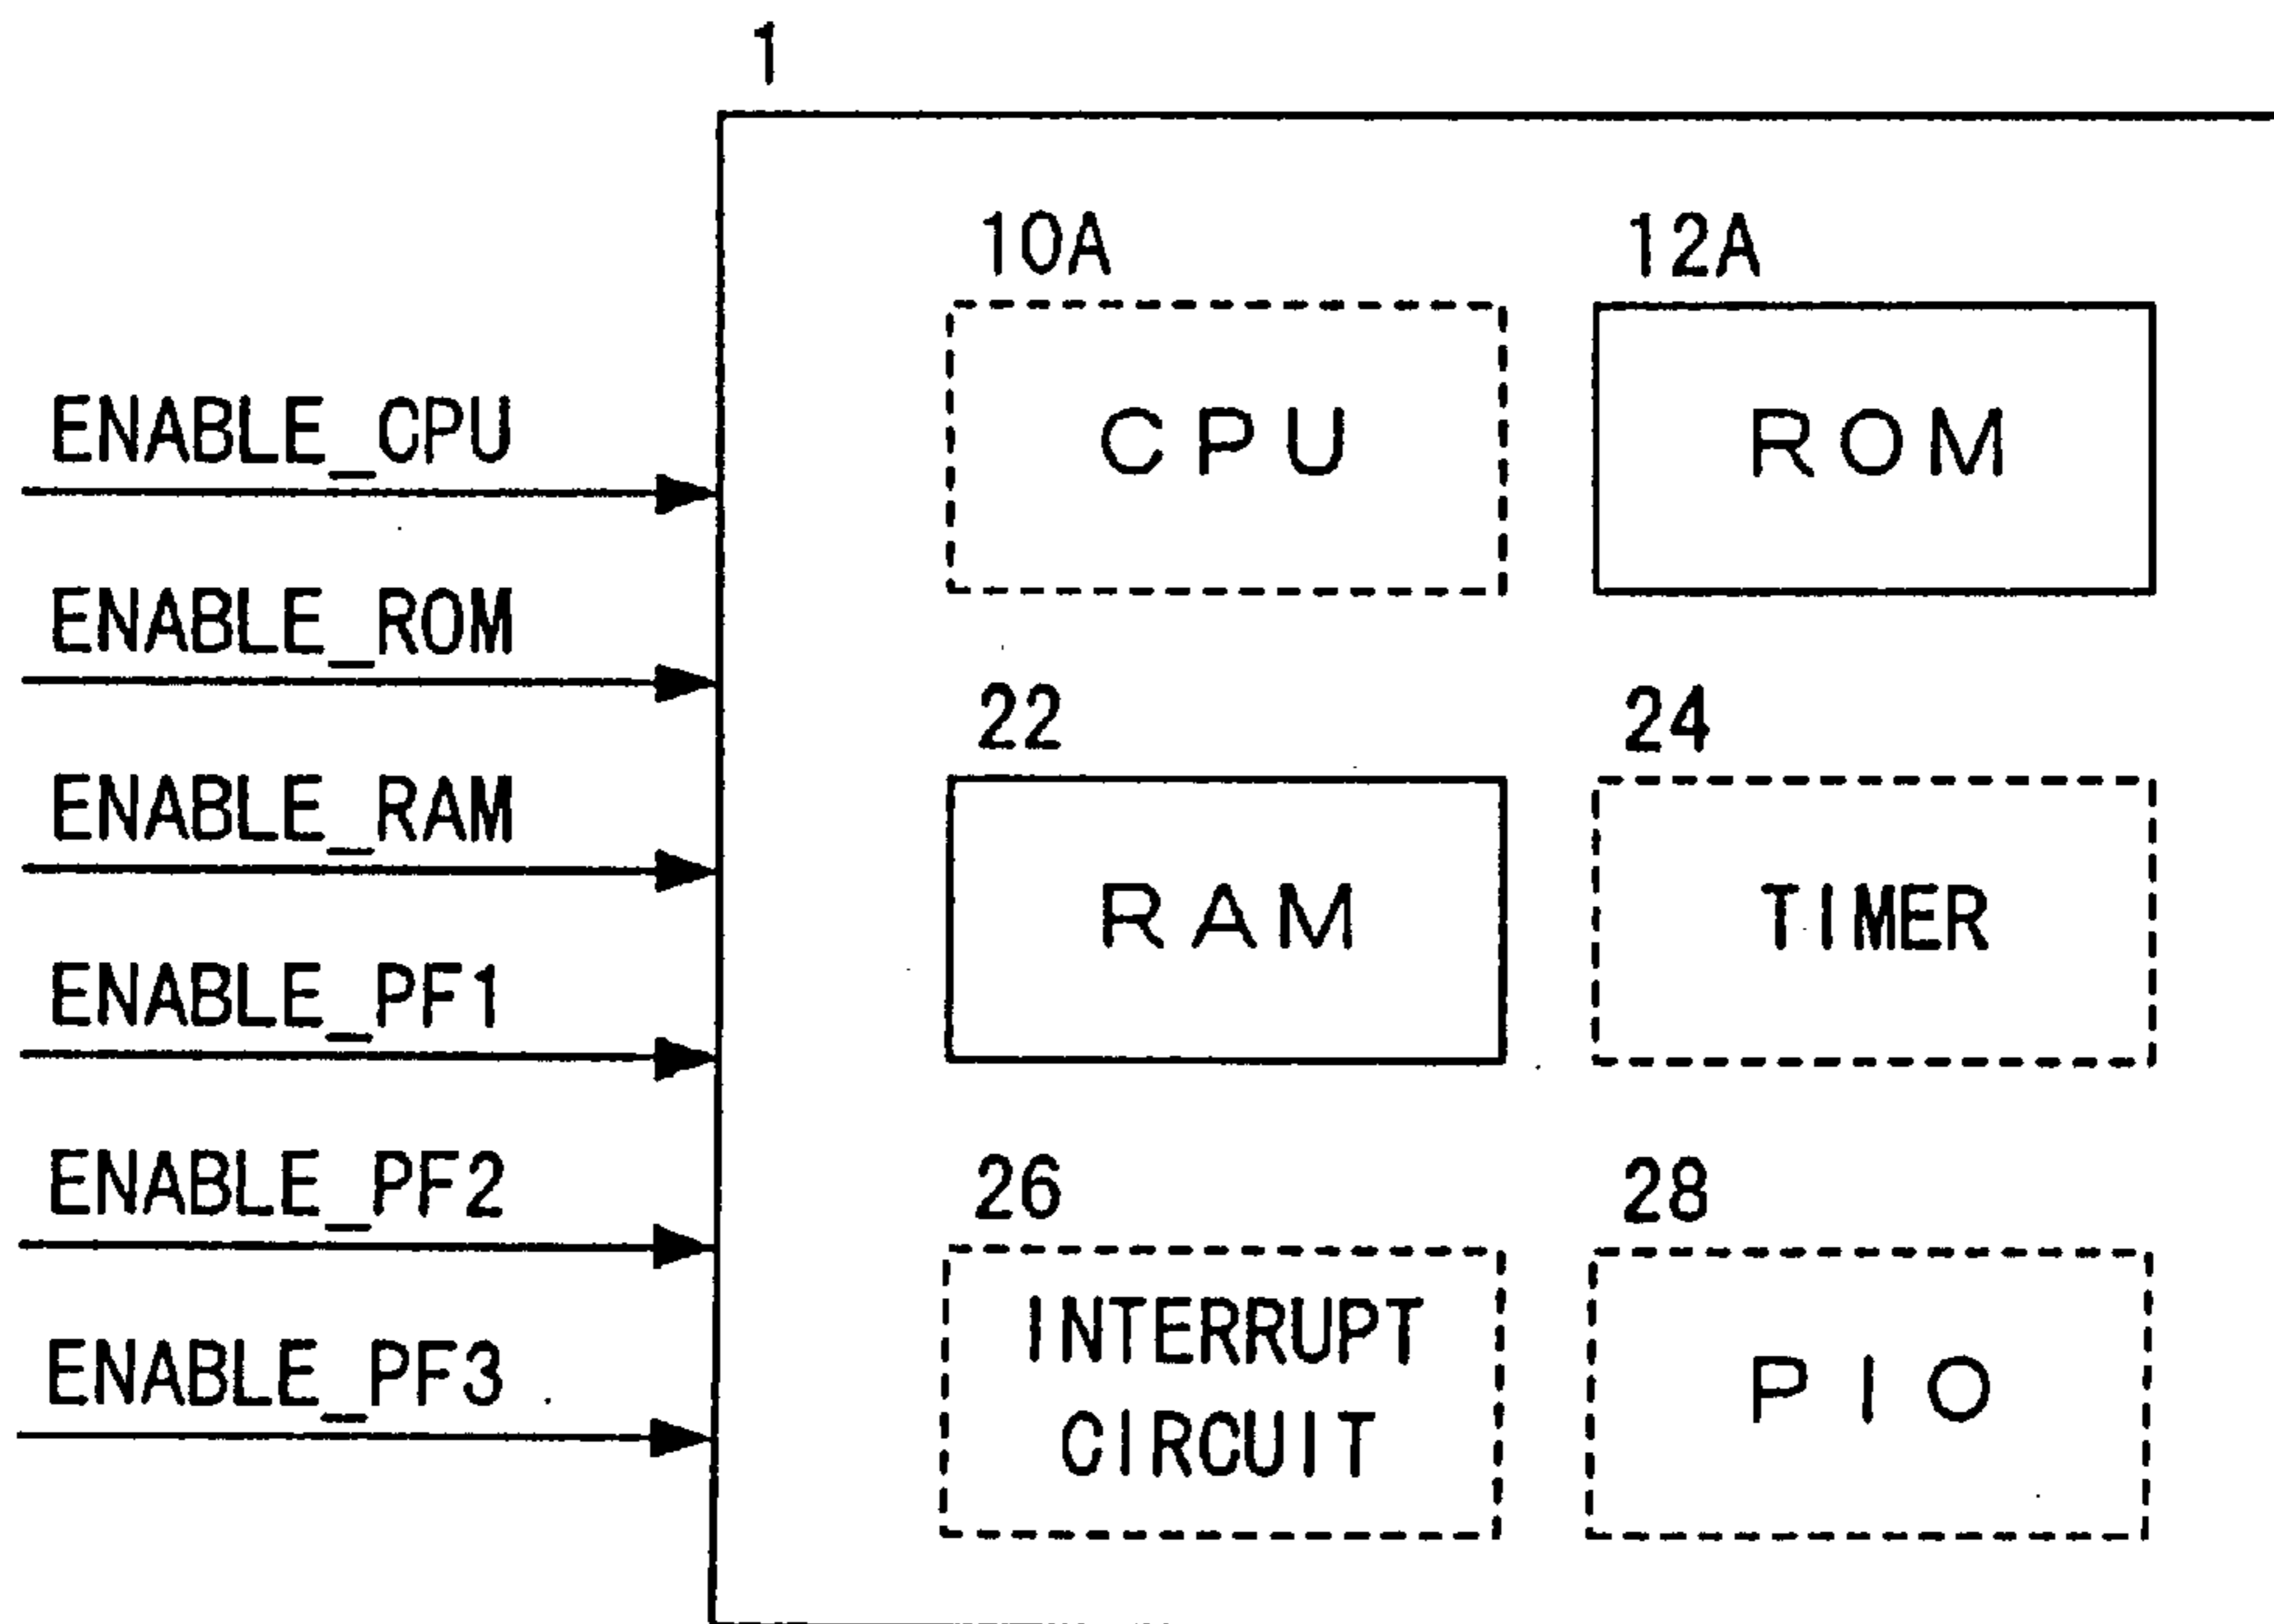 1
10A 12A
ENABLE_CPU
CPU ROM
ENABLE_ROM
22 24
ENABLE_RAM
RAM TIMER
ENABLE_PF1
ENABLE_PF2
26 28
INTERRUPT
CIRCUIT
PIO
ENABLE_PF3